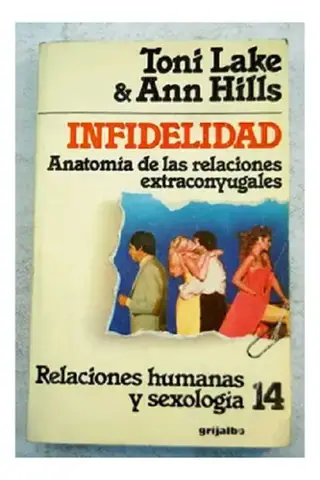 Toni Lake
& Ann Hills
INFIDELIDAD
Anatomía de las relaciones
extraconyugales
Relaciones humanas
y sexología 14
grijalbo